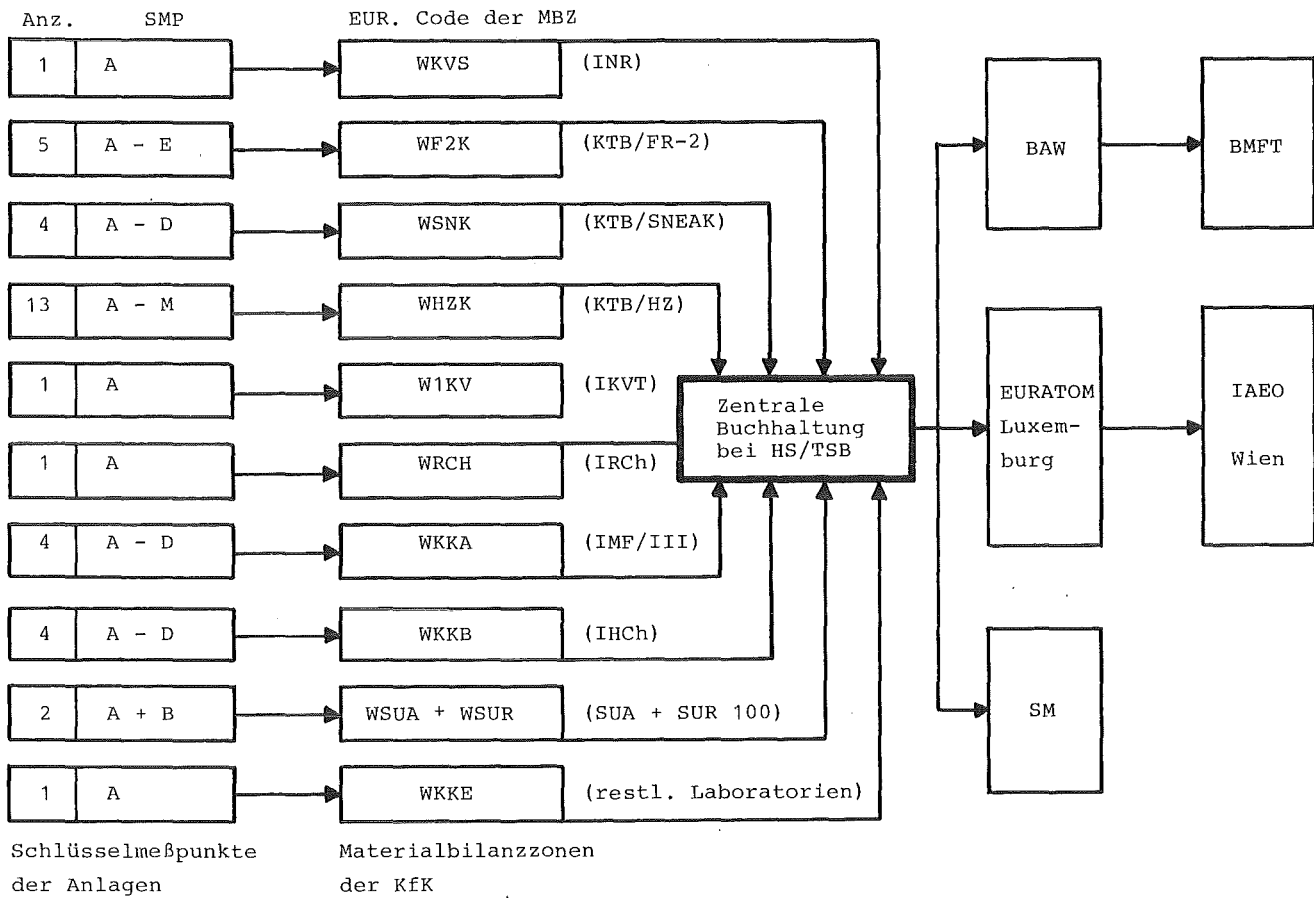 Anz. SMP EUR. Code der MBZ
1 A WKVS (INR)
5 A - E WF2K (KTB/FR-2)
4 A - D WSNK (KTB/SNEAK)
13 A - M WHZK (KTB/HZ)
1 A W1KV (IKVT)
1 A WRCH (IRCh)
4 A - D WKKA (IMF/III)
4 A - D WKKB (IHCh)
2 A + B WSUA + WSUR (SUA + SUR 100)
1 A WKKE (restl. Laboratorien)
Schlüsselmeßpunkte
der Anlagen
Materialbilanzzonen
der KfK
Zentrale
Buchhaltung
bei HS/TSB
BAW
BMFT
EURATOM
Luxem-
burg
IAEO
Wien
SM